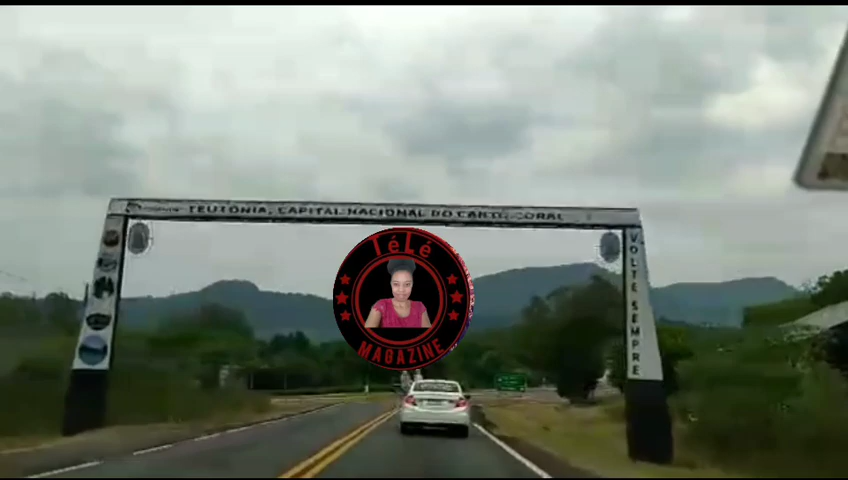 TEUTÔNIA, CAPITAL NACIONAL DO CANTO CORAL
VOLTE SEMPRE
TéLé
MAGAZINE